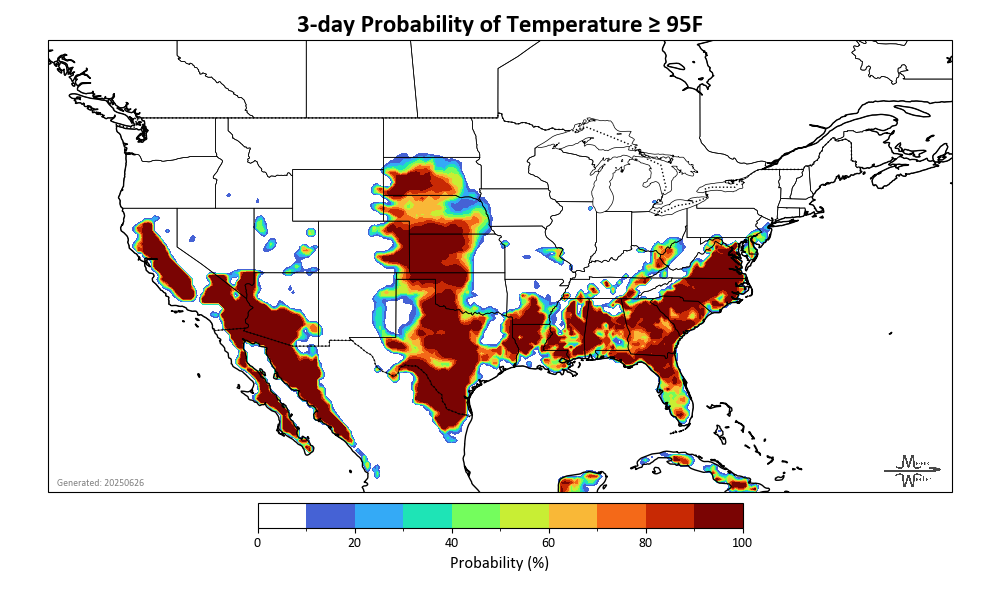 3-day Probability of Temperature ≥ 95F
Generated: 20250626
0 20 40 60 80 100
Probability (%)